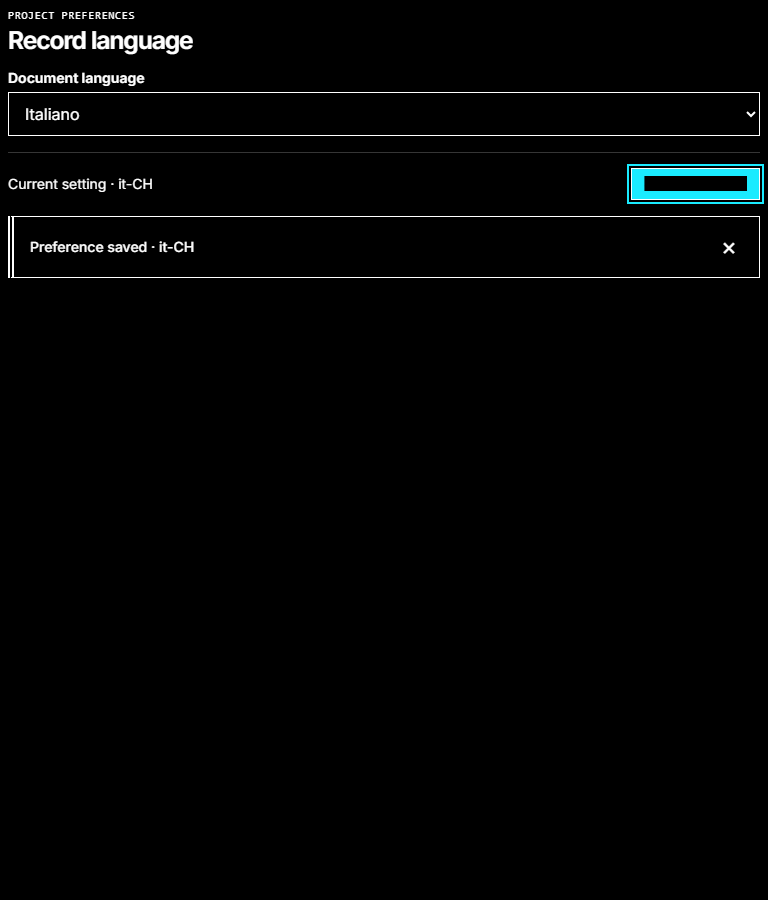 PROJECT PREFERENCES
Record language
Document language
Italiano
Current setting · it-CH
Preference saved · it-CH